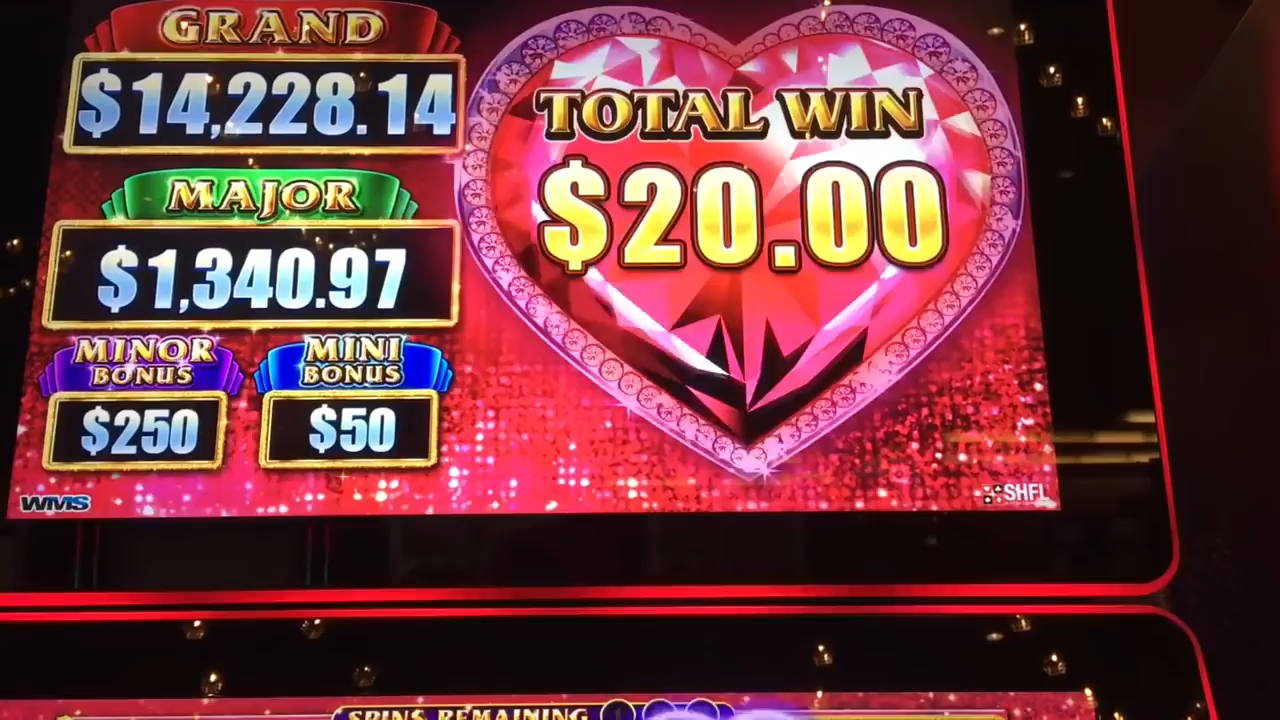 GRAND
$14,228.14
MAJOR
$1,340.97
MINOR
BONUS
$250
MINI
BONUS
$50
WMS
TOTAL WIN
$20.00
SHFL
SPINS REMAINING